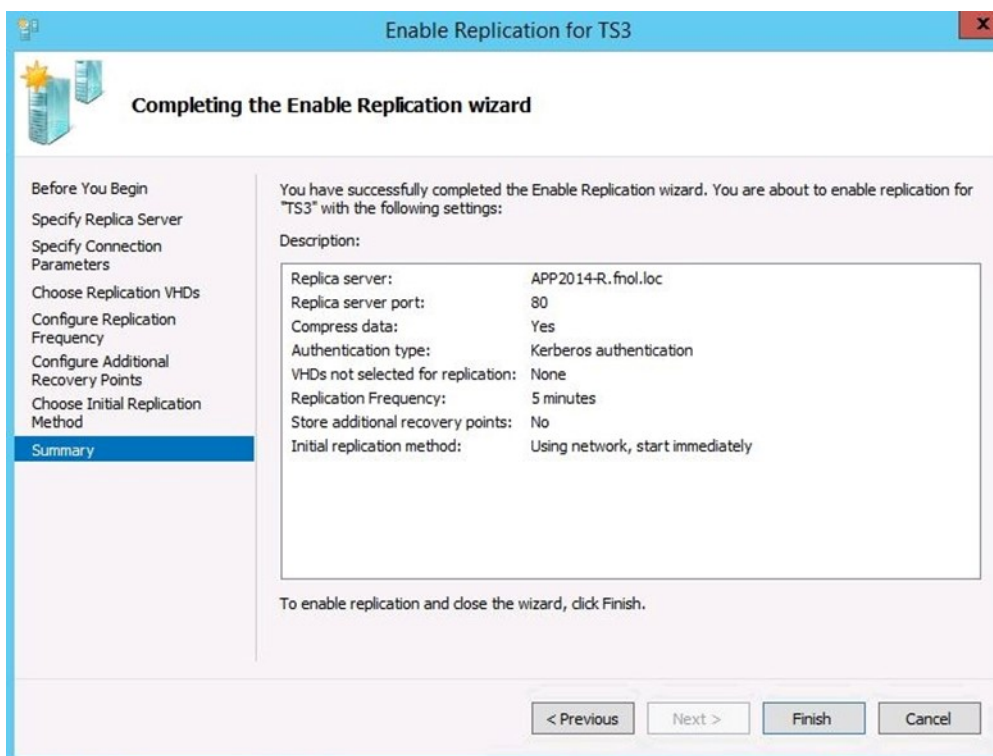 Enable Replication for TS3
x
Completing the Enable Replication wizard
Before You Begin
Specify Replica Server
Specify Connection
Parameters
Choose Replication VHDs
Configure Replication
Frequency
Configure Additional
Recovery Points
Choose Initial Replication
Method
Summary
You have successfully completed the Enable Replication wizard. You are about to enable replication for
"TS3" with the following settings:
Description:
Replica server: APP2014-R.fnol.loc
Replica server port: 80
Compress data: Yes
Authentication type: Kerberos authentication
VHDs not selected for replication: None
Replication Frequency: 5 minutes
Store additional recovery points: No
Initial replication method: Using network, start immediately
To enable replication and close the wizard, click Finish.
< Previous Next > Finish Cancel